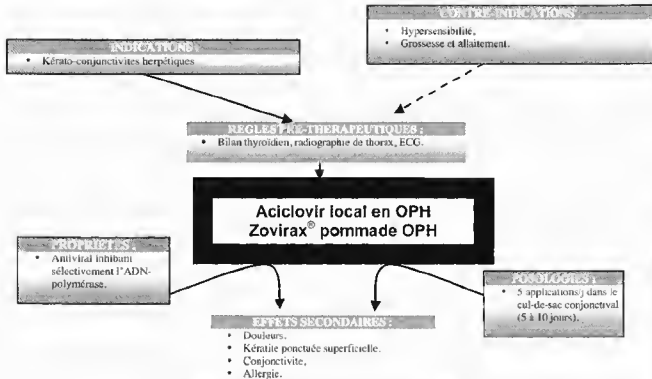 CONTRE-INDICATIONS
• Hypersensibilité,
• Grossesse et allaitement.
INDICATIONS :
• Kérato-conjonctivites herpétiques
REGLES PRE-THERAPEUTIQUES :
• Bilan thyroïdien, radiographie de thorax, ECG.
Aciclovir local en OPH
Zovirax® pommade OPH
PROPRIETES :
• Antiviral inhibant
sélectivement l'ADN-
polymérase.
POSOLOGIES :
• 5 applications/j dans le
cul-de-sac conjonctival
(5 à 10 jours).
EFFETS SECONDAIRES :
• Douleurs.
• Kératite ponctuée superficielle.
• Conjonctivite,
• Allergie.